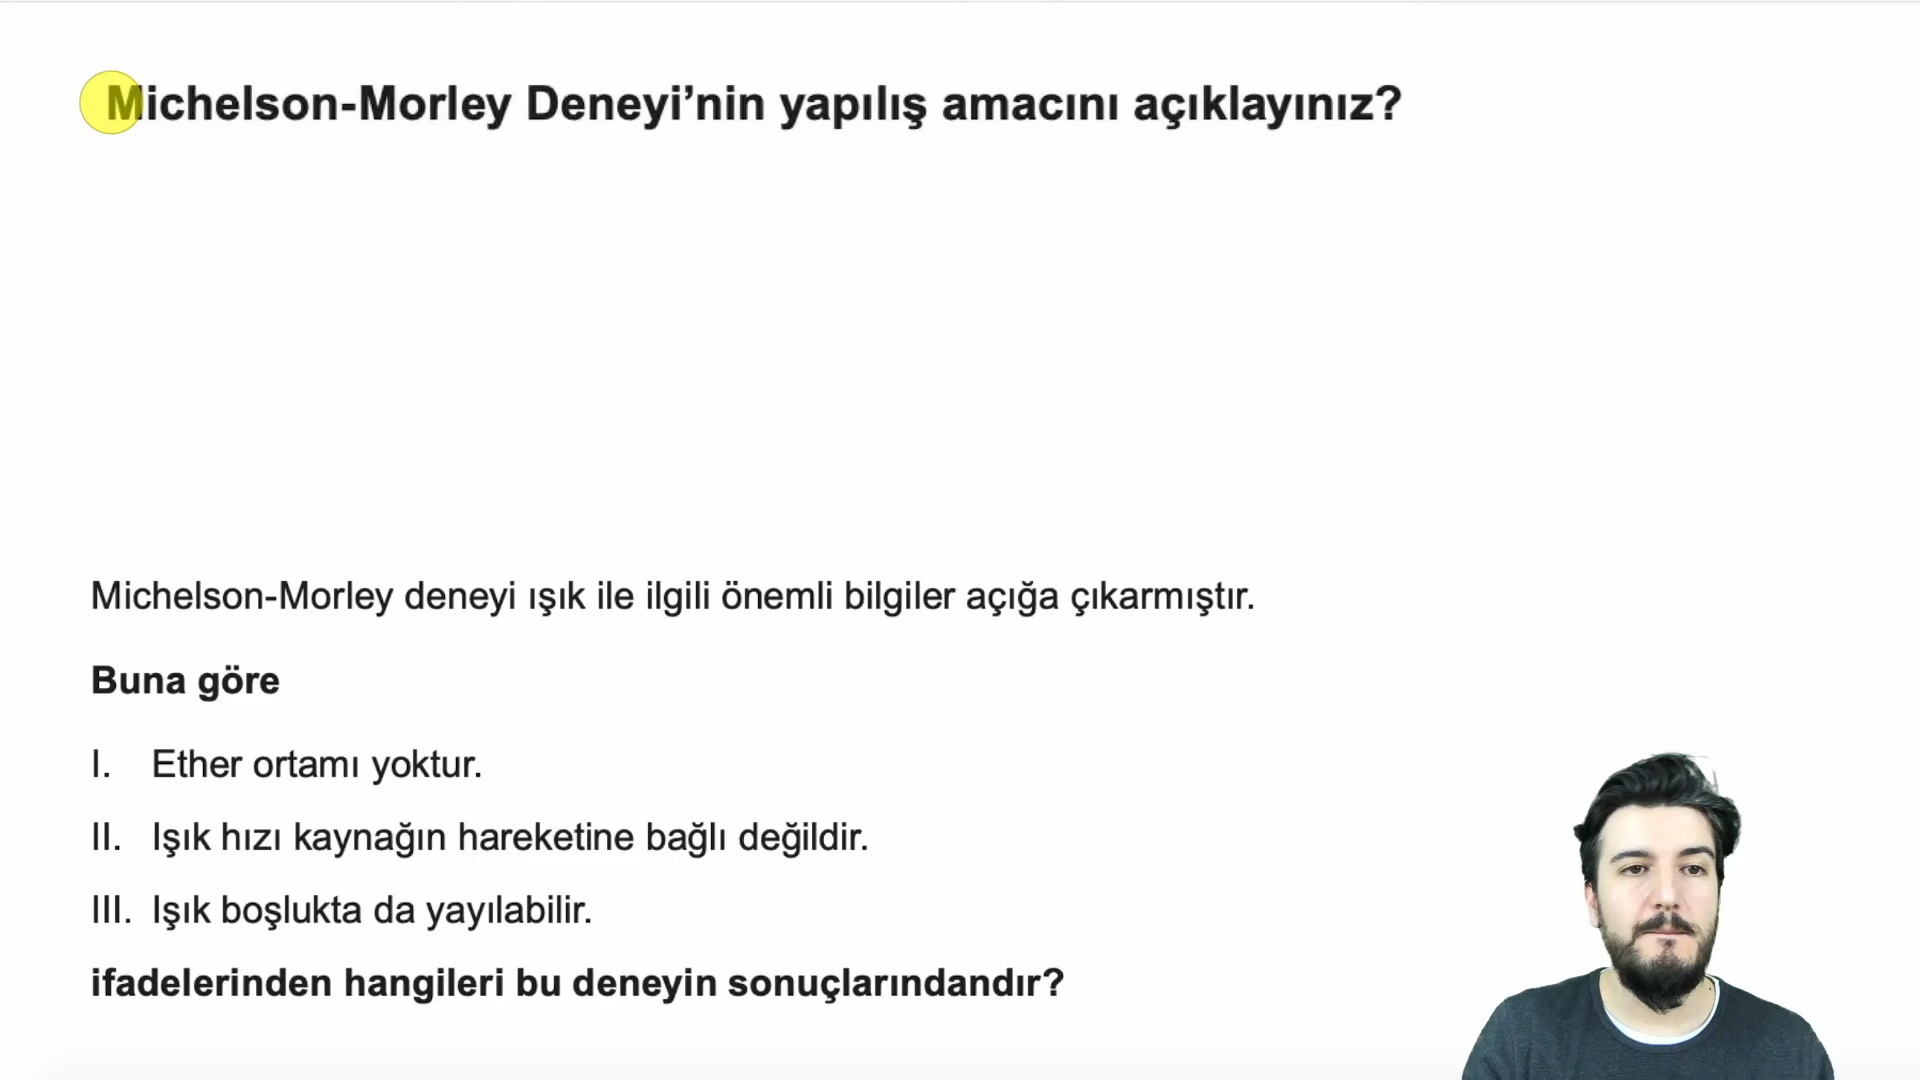 Michelson-Morley Deneyi’nin yapılış amacını açıklayınız?
Michelson-Morley deneyi ışık ile ilgili önemli bilgiler açığa çıkarmıştır.
Buna göre
I. Ether ortamı yoktur.
II. Işık hızı kaynağın hareketine bağlı değildir.
III. Işık boşlukta da yayılabilir.
ifadelerinden hangileri bu deneyin sonuçlarındandır?